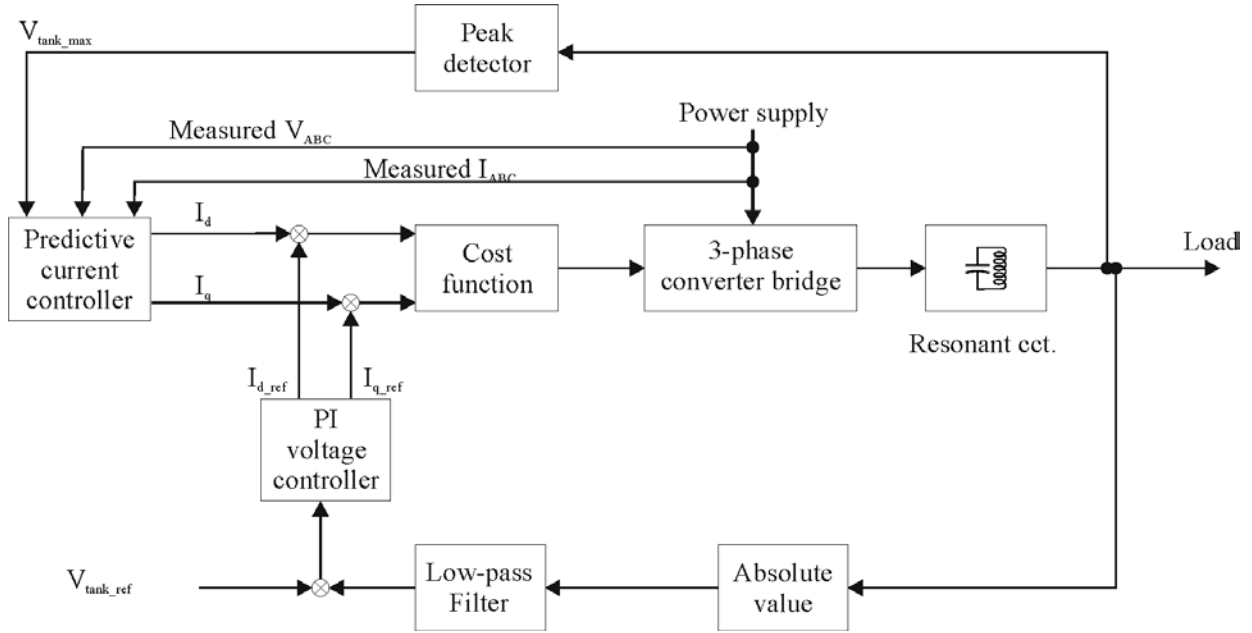 V_tank_max
Peak
detector
Power supply
Measured V_ABC
Measured I_ABC
Predictive
current
controller
I_d
I_q
Cost
function
3-phase
converter bridge
Load
Resonant cct.
I_d_ref
I_q_ref
PI
voltage
controller
V_tank_ref
Low-pass
Filter
Absolute
value